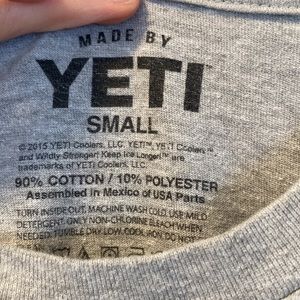 MADE BY
YETI
SMALL
© 2015 YETI Coolers, LLC. YETI™, YETI Coolers™
and Wildly Stronger! Keep Ice Longer!™ are
trademarks of YETI Coolers, LLC.
90% COTTON / 10% POLYESTER
Assembled in Mexico of USA Parts
TURN INSIDE OUT. MACHINE WASH COLD. USE MILD
DETERGENT. ONLY NON-CHLORINE BLEACH WHEN
NEEDED. TUMBLE DRY LOW. COOL IRON. DO NOT